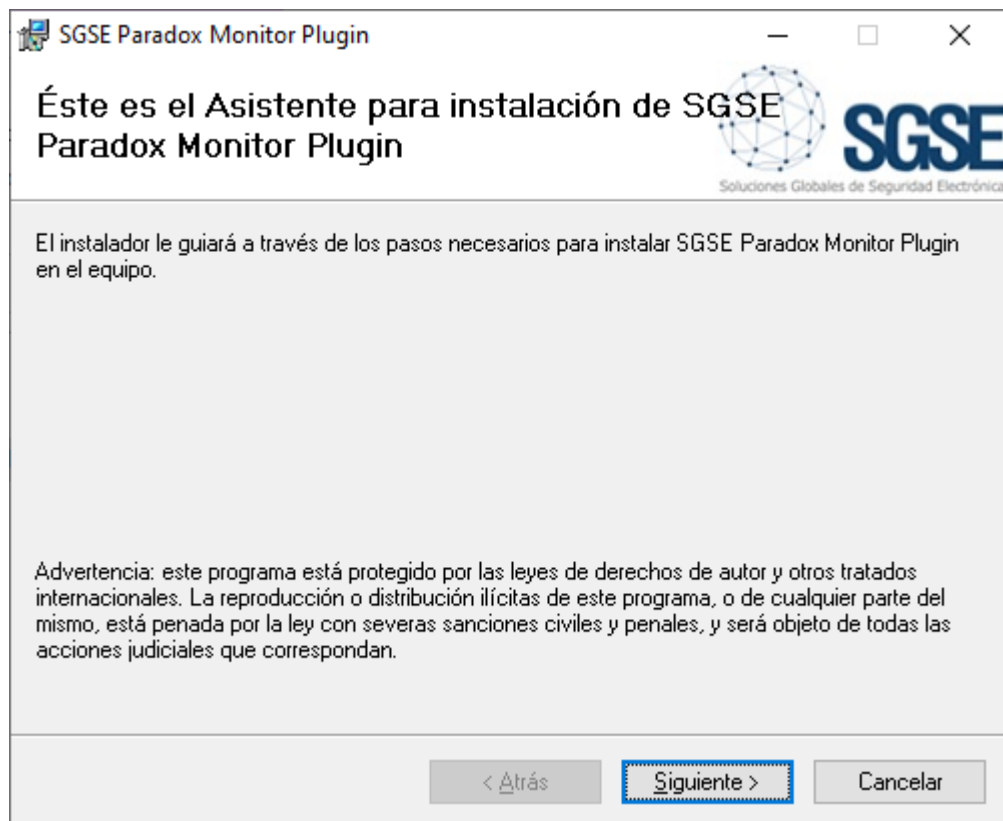 SGSE Paradox Monitor Plugin
Éste es el Asistente para instalación de SGSE
Paradox Monitor Plugin
SGSE
Soluciones Globales de Seguridad Electrónica
El instalador le guiará a través de los pasos necesarios para instalar SGSE Paradox Monitor Plugin
en el equipo.
Advertencia: este programa está protegido por las leyes de derechos de autor y otros tratados
internacionales. La reproducción o distribución ilícitas de este programa, o de cualquier parte del
mismo, está penada por la ley con severas sanciones civiles y penales, y será objeto de todas las
acciones judiciales que correspondan.
< Atrás
Siguiente >
Cancelar